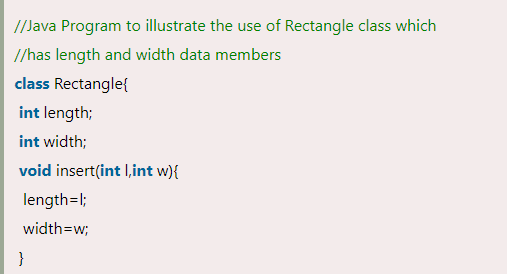 //Java Program to illustrate the use of Rectangle class which
//has length and width data members
class Rectangle{
int length;
int width;
void insert(int l,int w){
length=l;
width=w;
}